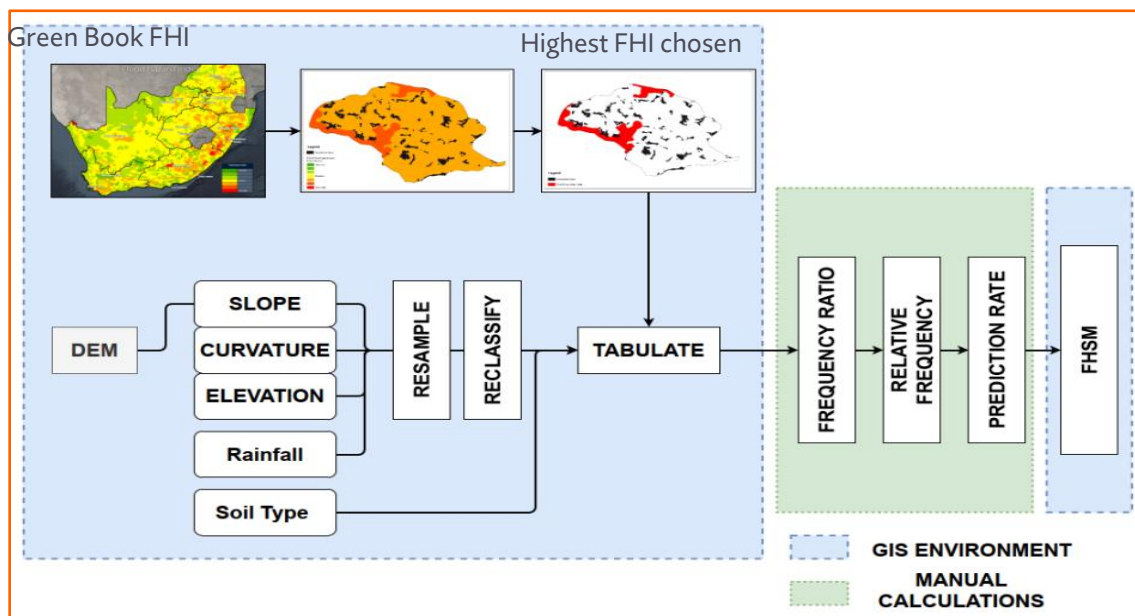 Green Book FHI
Highest FHI chosen
DEM
SLOPE
CURVATURE
ELEVATION
Rainfall
Soil Type
RESAMPLE
RECLASSIFY
TABULATE
FREQUENCY RATIO
RELATIVE
FREQUENCY
PREDICTION RATE
FHSM
GIS ENVIRONMENT
MANUAL
CALCULATIONS